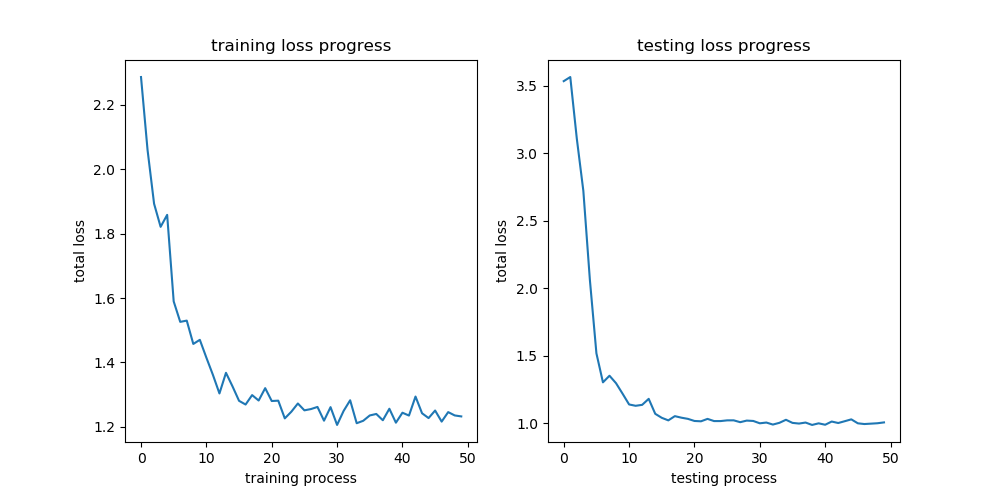 training loss progress
total loss
2.2
2.0
1.8
1.6
1.4
1.2
0 10 20 30 40 50
training process
testing loss progress
total loss
3.5
3.0
2.5
2.0
1.5
1.0
0 10 20 30 40 50
testing process